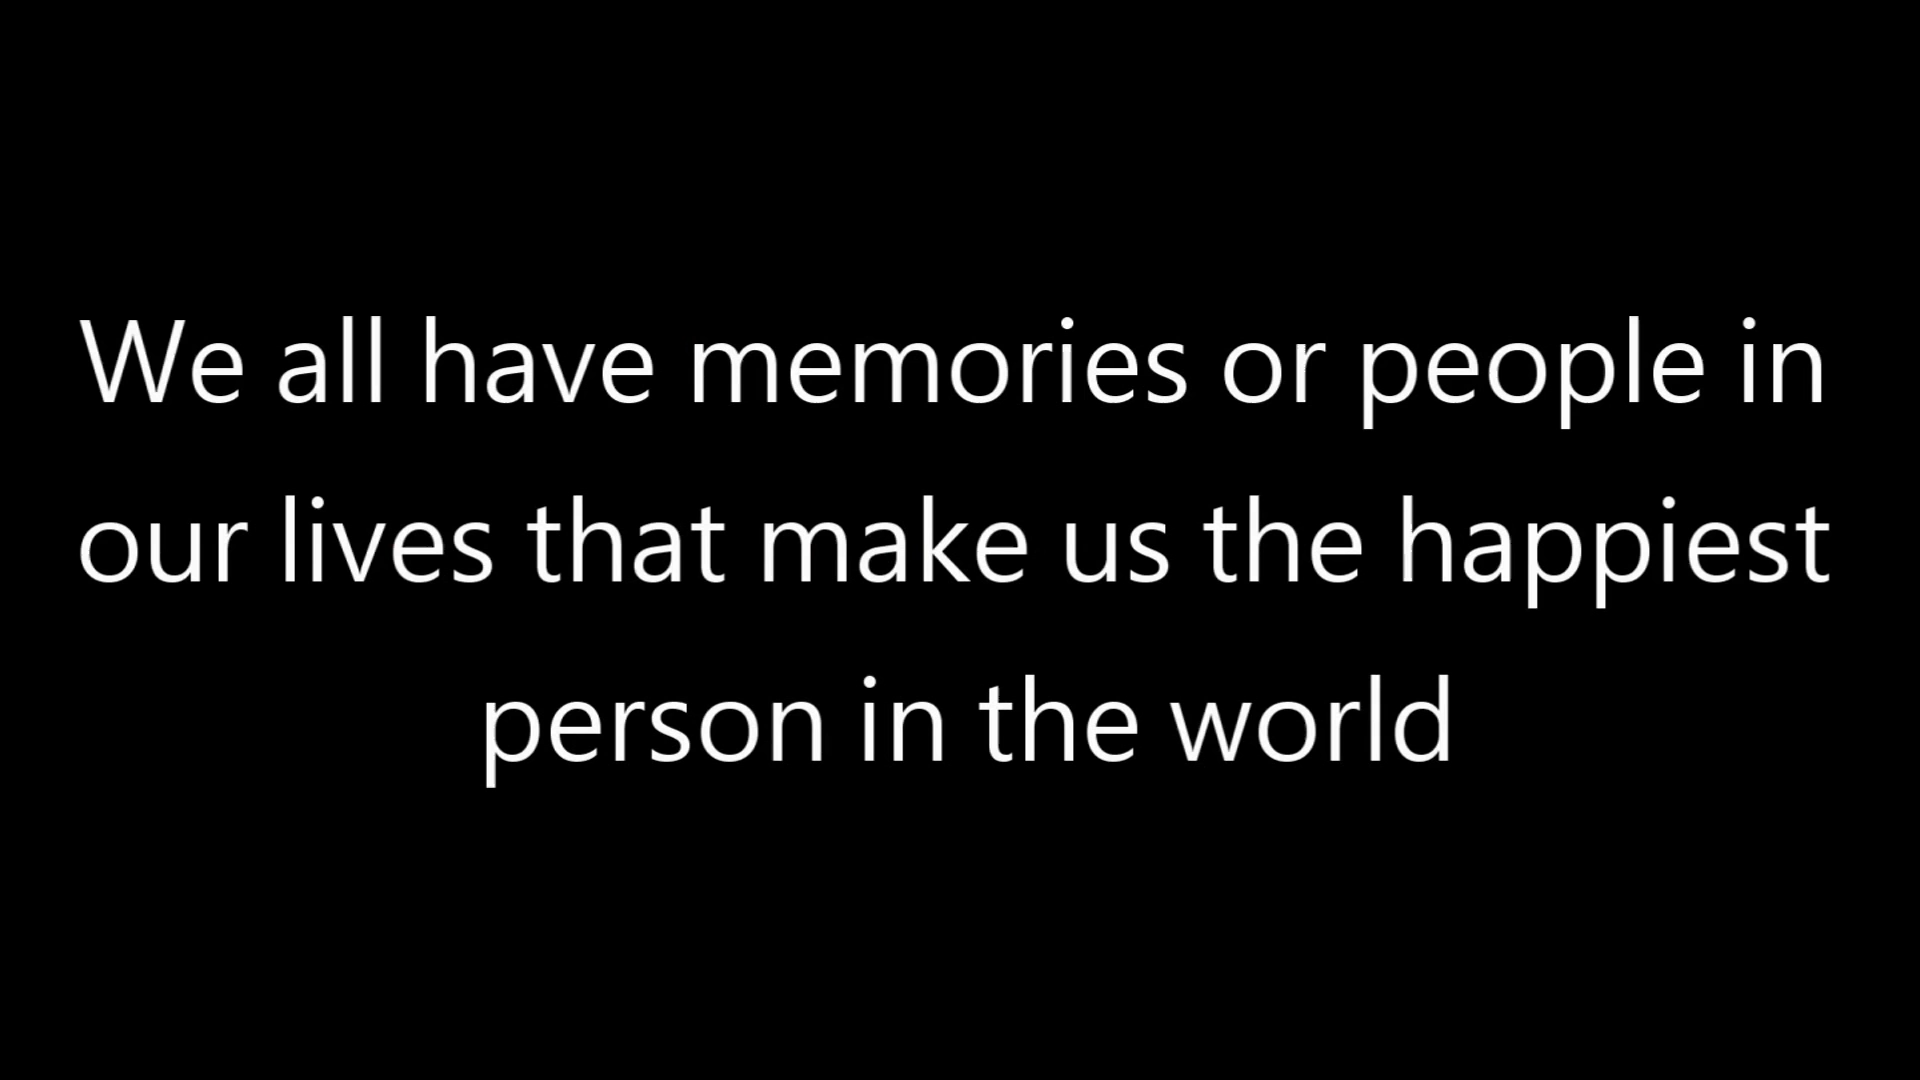 We all have memories or people in
our lives that make us the happiest
person in the world